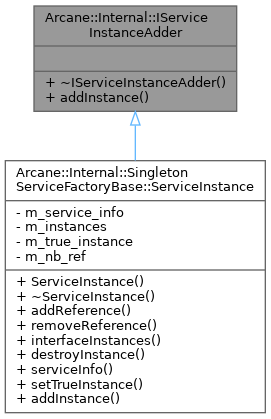 Arcane::Internal::IService
InstanceAdder
+ ~IServiceInstanceAdder()
+ addInstance()
Arcane::Internal::Singleton
ServiceFactoryBase::ServiceInstance
- m_service_info
- m_instances
- m_true_instance
- m_nb_ref
+ ServiceInstance()
+ ~ServiceInstance()
+ addReference()
+ removeReference()
+ interfaceInstances()
+ destroyInstance()
+ serviceInfo()
+ setTrueInstance()
+ addInstance()